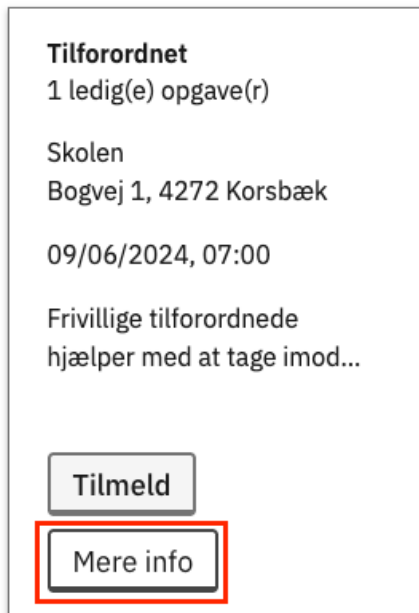 Tilforordnet
1 ledig(e) opgave(r)
Skolen
Bogvej 1, 4272 Korsbæk
09/06/2024, 07:00
Frivillige tilforordnede
hjælper med at tage imod...
Tilmeld
Mere info